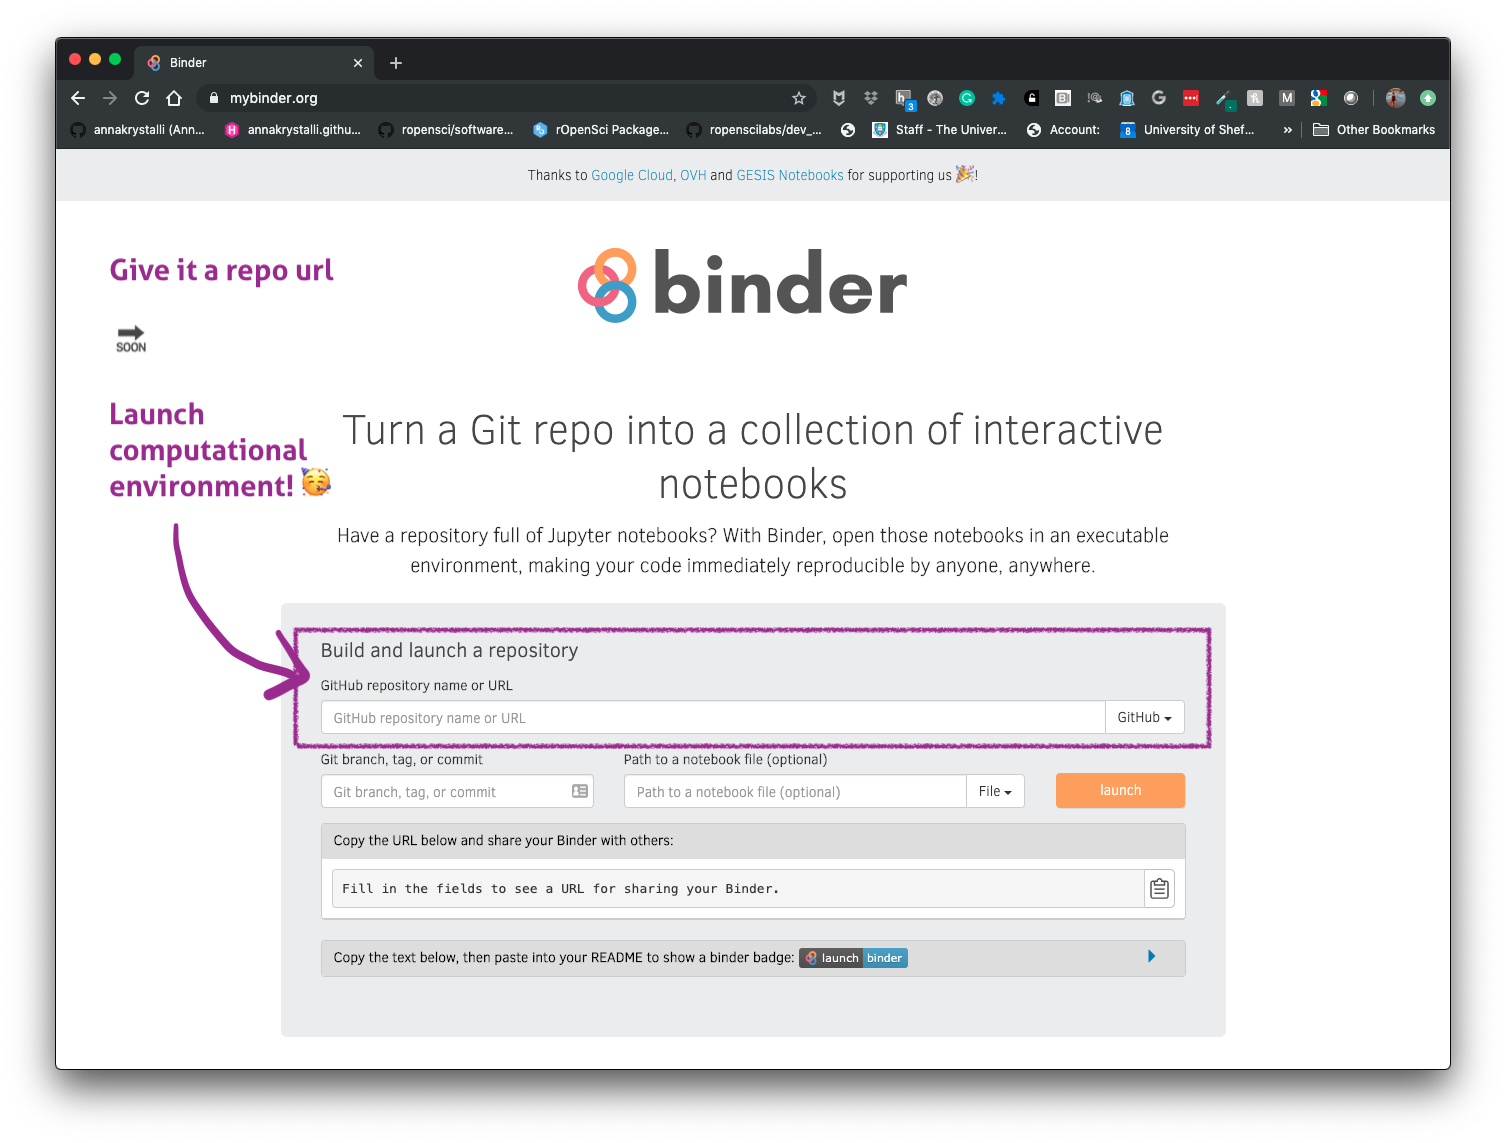 Binder
mybinder.org
3
G
M
annakrystalli (Ann...
annakrystalli.githu...
ropensci/software...
rOpenSci Package...
ropenscilabs/dev_...
Staff - The Univer...
Account:
8
University of Shef...
»
Other Bookmarks
Thanks to Google Cloud, OVH and GESIS Notebooks for supporting us 🎉!
Give it a repo url
binder
SOON
Launch
computational
environment! 🥳
Turn a Git repo into a collection of interactive
notebooks
Have a repository full of Jupyter notebooks? With Binder, open those notebooks in an executable
environment, making your code immediately reproducible by anyone, anywhere.
Build and launch a repository
GitHub repository name or URL
GitHub repository name or URL
GitHub
Git branch, tag, or commit
Path to a notebook file (optional)
Git branch, tag, or commit
Path to a notebook file (optional)
File
launch
Copy the URL below and share your Binder with others:
Fill in the fields to see a URL for sharing your Binder.
Copy the text below, then paste into your README to show a binder badge: launch binder